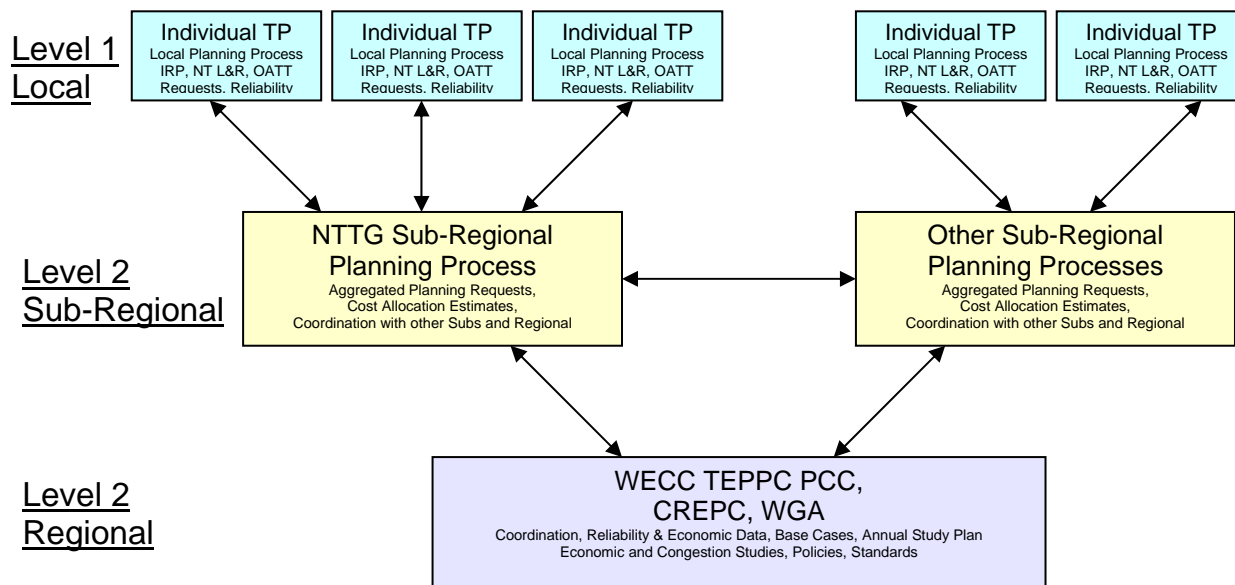 Level 1
Local
Individual TP
Local Planning Process
IRP, NT L&R, OATT
Requests, Reliability
Individual TP
Local Planning Process
IRP, NT L&R, OATT
Requests, Reliability
Individual TP
Local Planning Process
IRP, NT L&R, OATT
Requests, Reliability
Individual TP
Local Planning Process
IRP, NT L&R, OATT
Requests, Reliability
Individual TP
Local Planning Process
IRP, NT L&R, OATT
Requests, Reliability
Level 2
Sub-Regional
NTTG Sub-Regional
Planning Process
Aggregated Planning Requests,
Cost Allocation Estimates,
Coordination with other Subs and Regional
Other Sub-Regional
Planning Processes
Aggregated Planning Requests,
Cost Allocation Estimates,
Coordination with other Subs and Regional
Level 2
Regional
WECC TEPPC PCC,
CREPC, WGA
Coordination, Reliability & Economic Data, Base Cases, Annual Study Plan
Economic and Congestion Studies, Policies, Standards